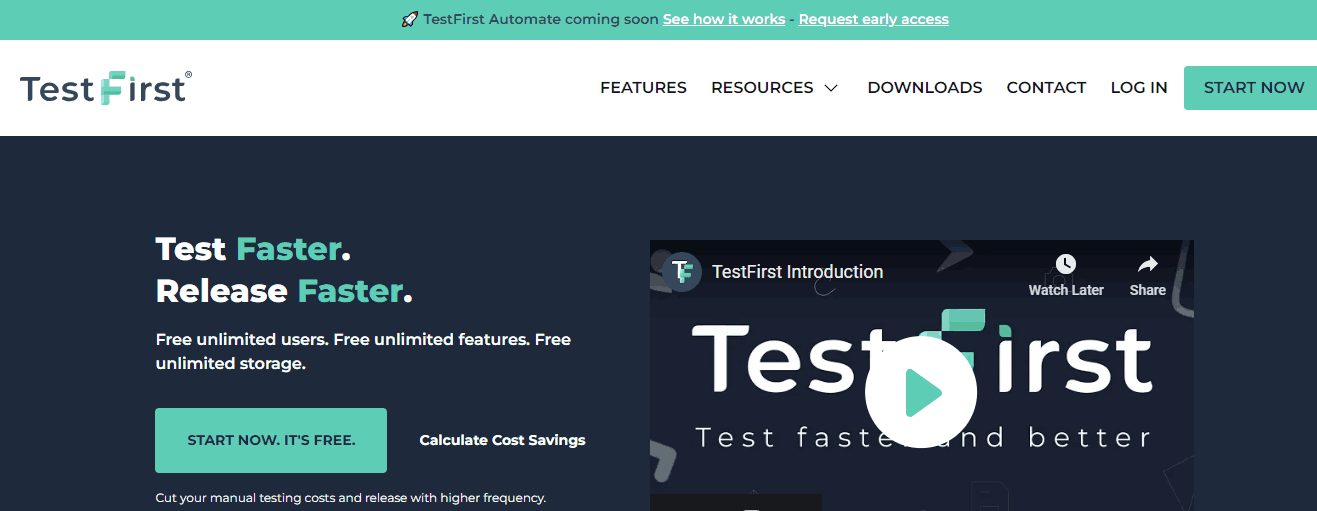 🚀 TestFirst Automate coming soon See how it works - Request early access
TestFirst®
FEATURES RESOURCES DOWNLOADS CONTACT LOG IN START NOW
Test Faster.
Release Faster.
Free unlimited users. Free unlimited features. Free
unlimited storage.
START NOW. IT'S FREE. Calculate Cost Savings
Cut your manual testing costs and release with higher frequency.
TF TestFirst Introduction
Watch Later Share
TestFirst
Test faster and better